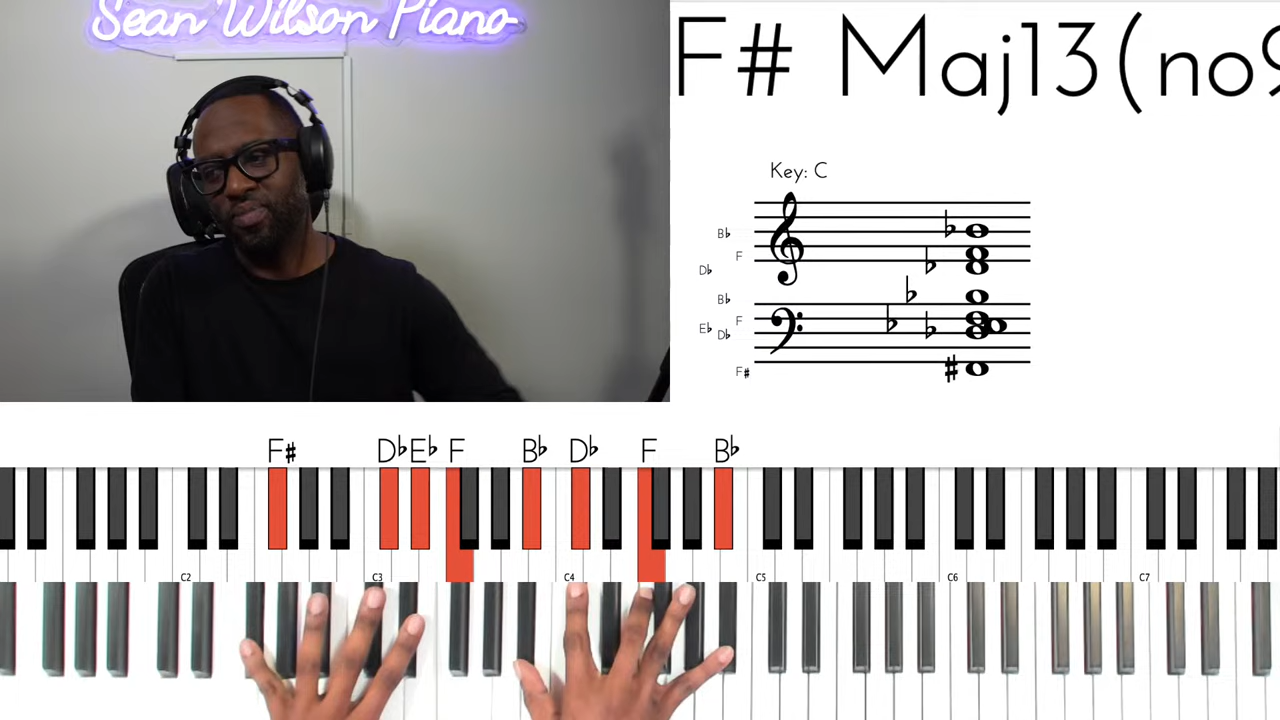 Sean Wilson Piano
F# Maj13(no9
Key: C
B♭
F
D♭
B♭
F
E♭
D♭
F#
F# D♭ E♭ F B♭ D♭ F B♭
C2 C3 C4 C5 C6 C7